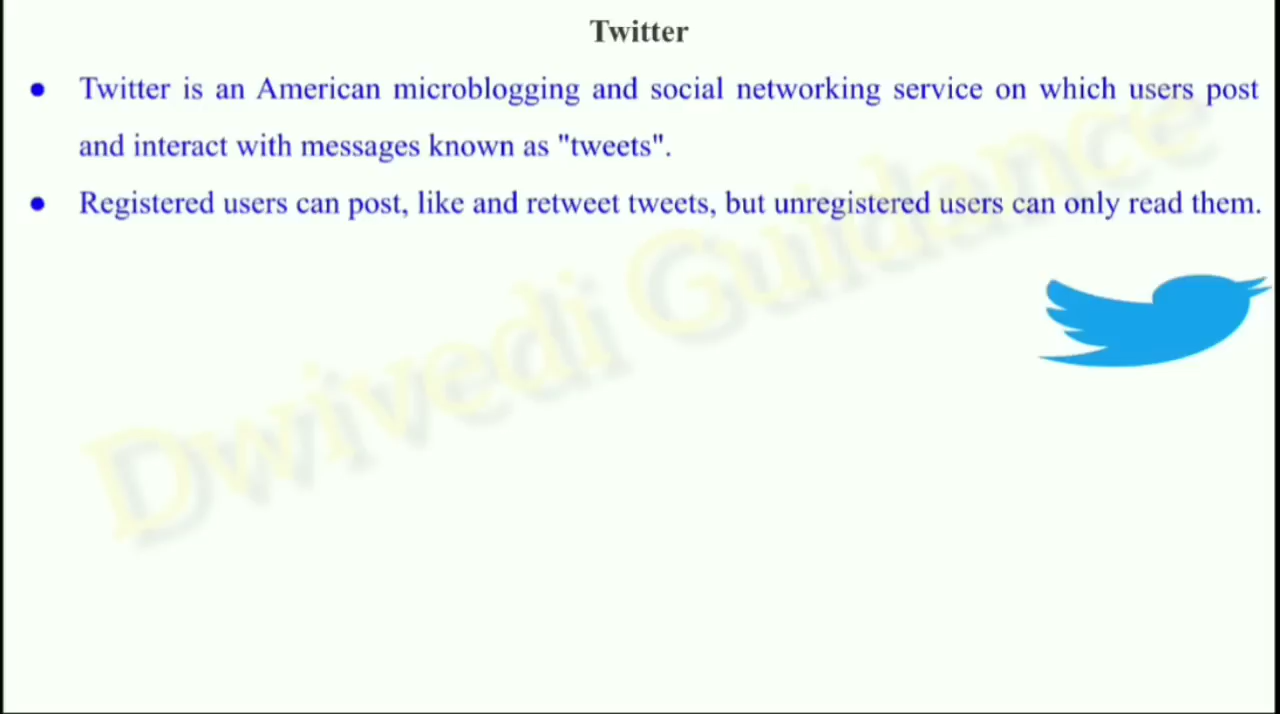 Twitter
● Twitter is an American microblogging and social networking service on which users post
and interact with messages known as "tweets".
● Registered users can post, like and retweet tweets, but unregistered users can only read them.
Dwivedi Guidance